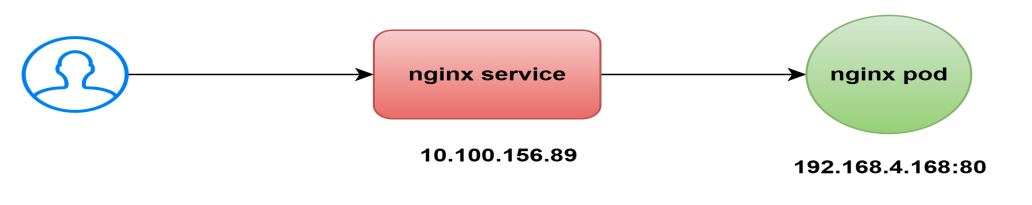 nginx service
nginx pod
10.100.156.89
192.168.4.168:80